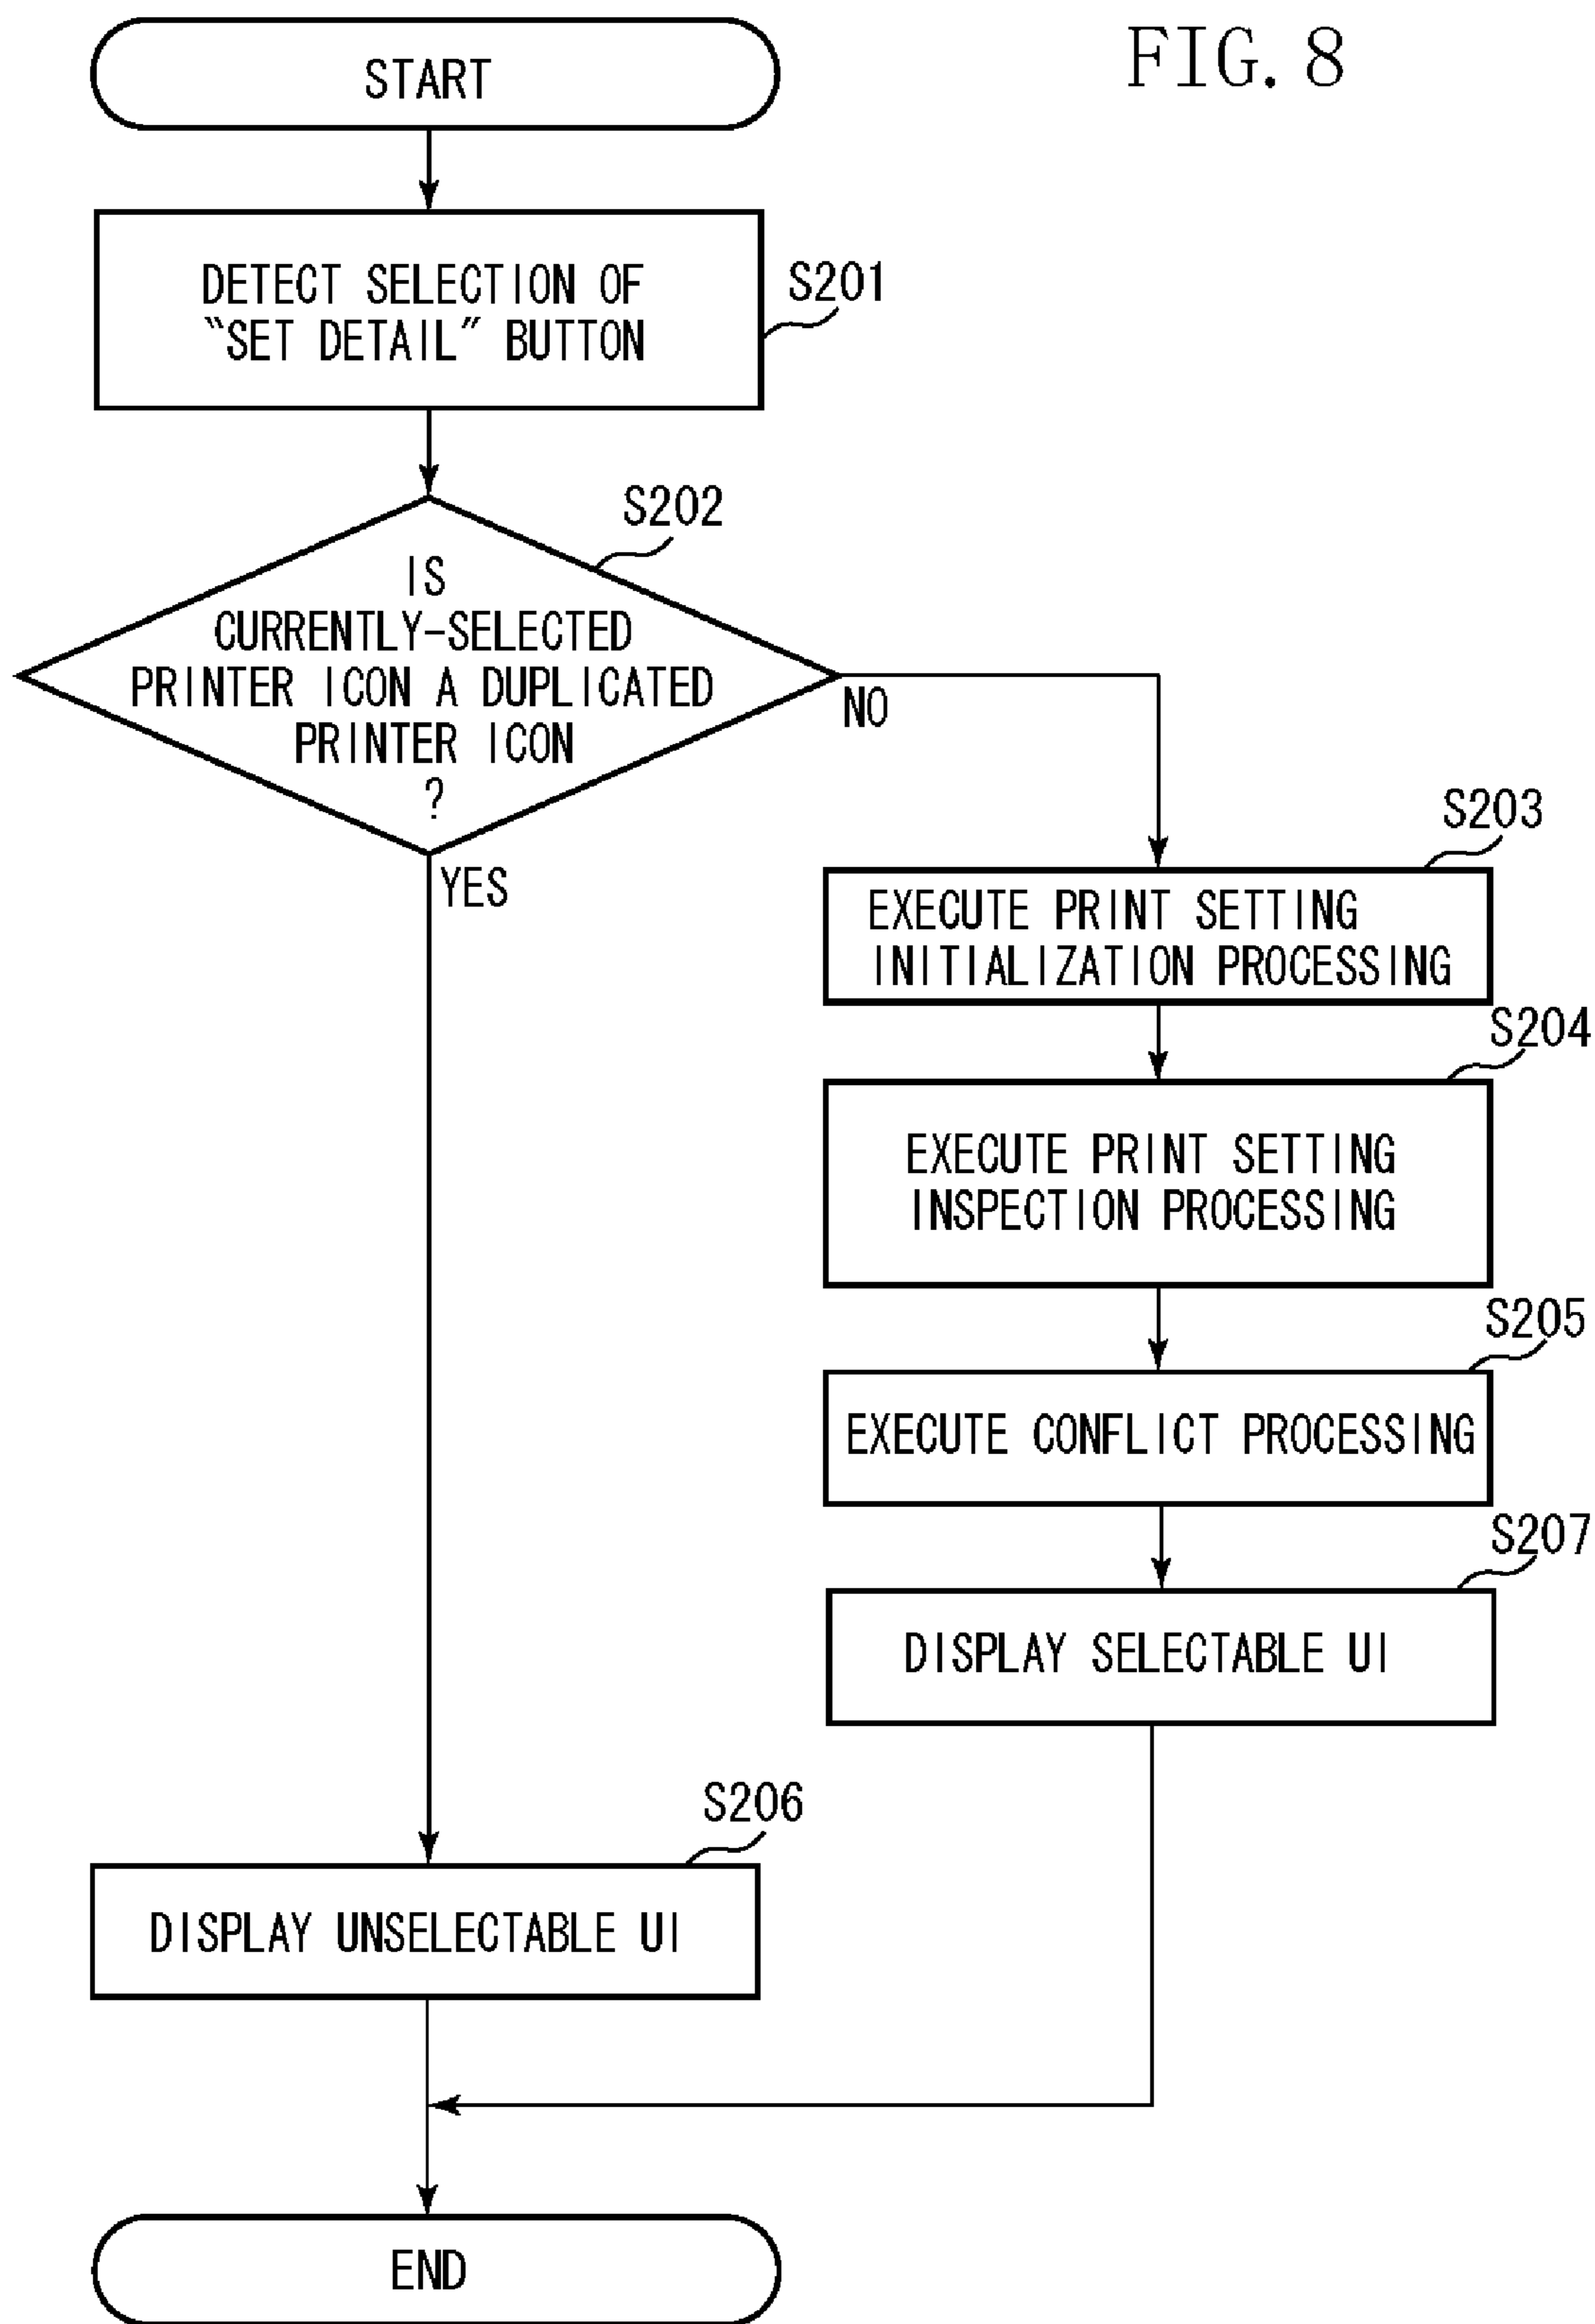 FIG. 8
START
DETECT SELECTION OF
"SET DETAIL" BUTTON
S201
S202
IS
CURRENTLY-SELECTED
PRINTER ICON A DUPLICATED
PRINTER ICON
?
NO
YES
S203
EXECUTE PRINT SETTING
INITIALIZATION PROCESSING
S204
EXECUTE PRINT SETTING
INSPECTION PROCESSING
S205
EXECUTE CONFLICT PROCESSING
S207
DISPLAY SELECTABLE UI
S206
DISPLAY UNSELECTABLE UI
END